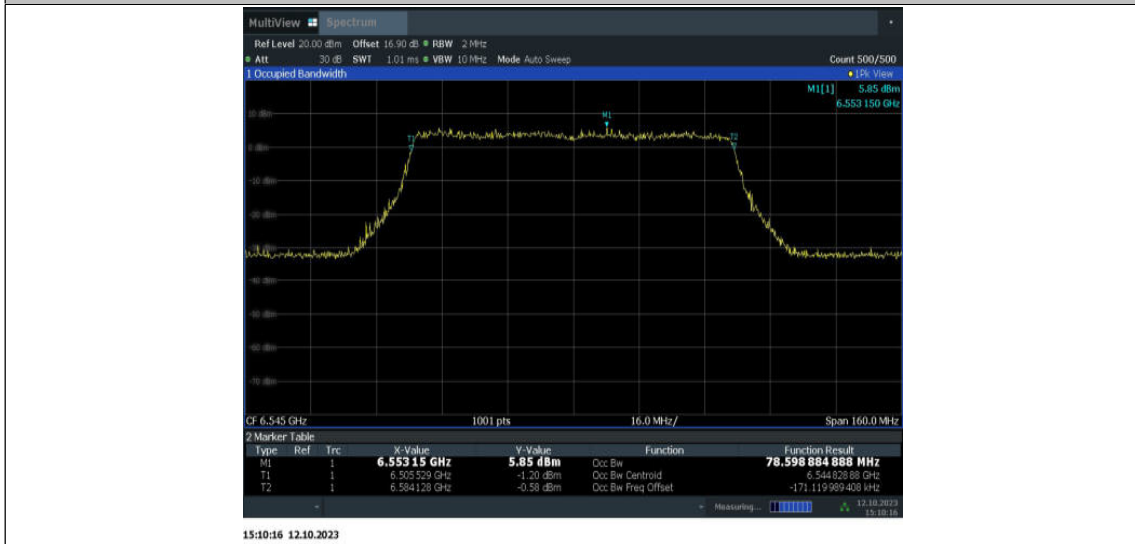 MultiView Spectrum
Ref Level 20.00 dBm Offset 16.90 dB RBW 2 MHz
Att 30 dB SWT 1.01 ms VBW 10 MHz Mode Auto Sweep Count 500/500
1 Occupied Bandwidth 1Pk View
M1[1] 5.85 dBm
6.553 150 GHz
10 dBm
M1
T1 T2
0 dBm
-10 dBm
-20 dBm
-30 dBm
-40 dBm
-50 dBm
-60 dBm
-70 dBm
CF 6.545 GHz 1001 pts 16.0 MHz/ Span 160.0 MHz
2 Marker Table
Type Ref Trc X-Value Y-Value Function Function Result
M1 1 6.553 15 GHz 5.85 dBm Occ Bw 78.598 884 888 MHz
T1 1 6.505 529 GHz -1.20 dBm Occ Bw Centroid 6.544 828 88 GHz
T2 1 6.584 128 GHz -0.58 dBm Occ Bw Freq Offset -171.119 989 408 kHz
Measuring... 12.10.2023
15:10:16
15:10:16 12.10.2023